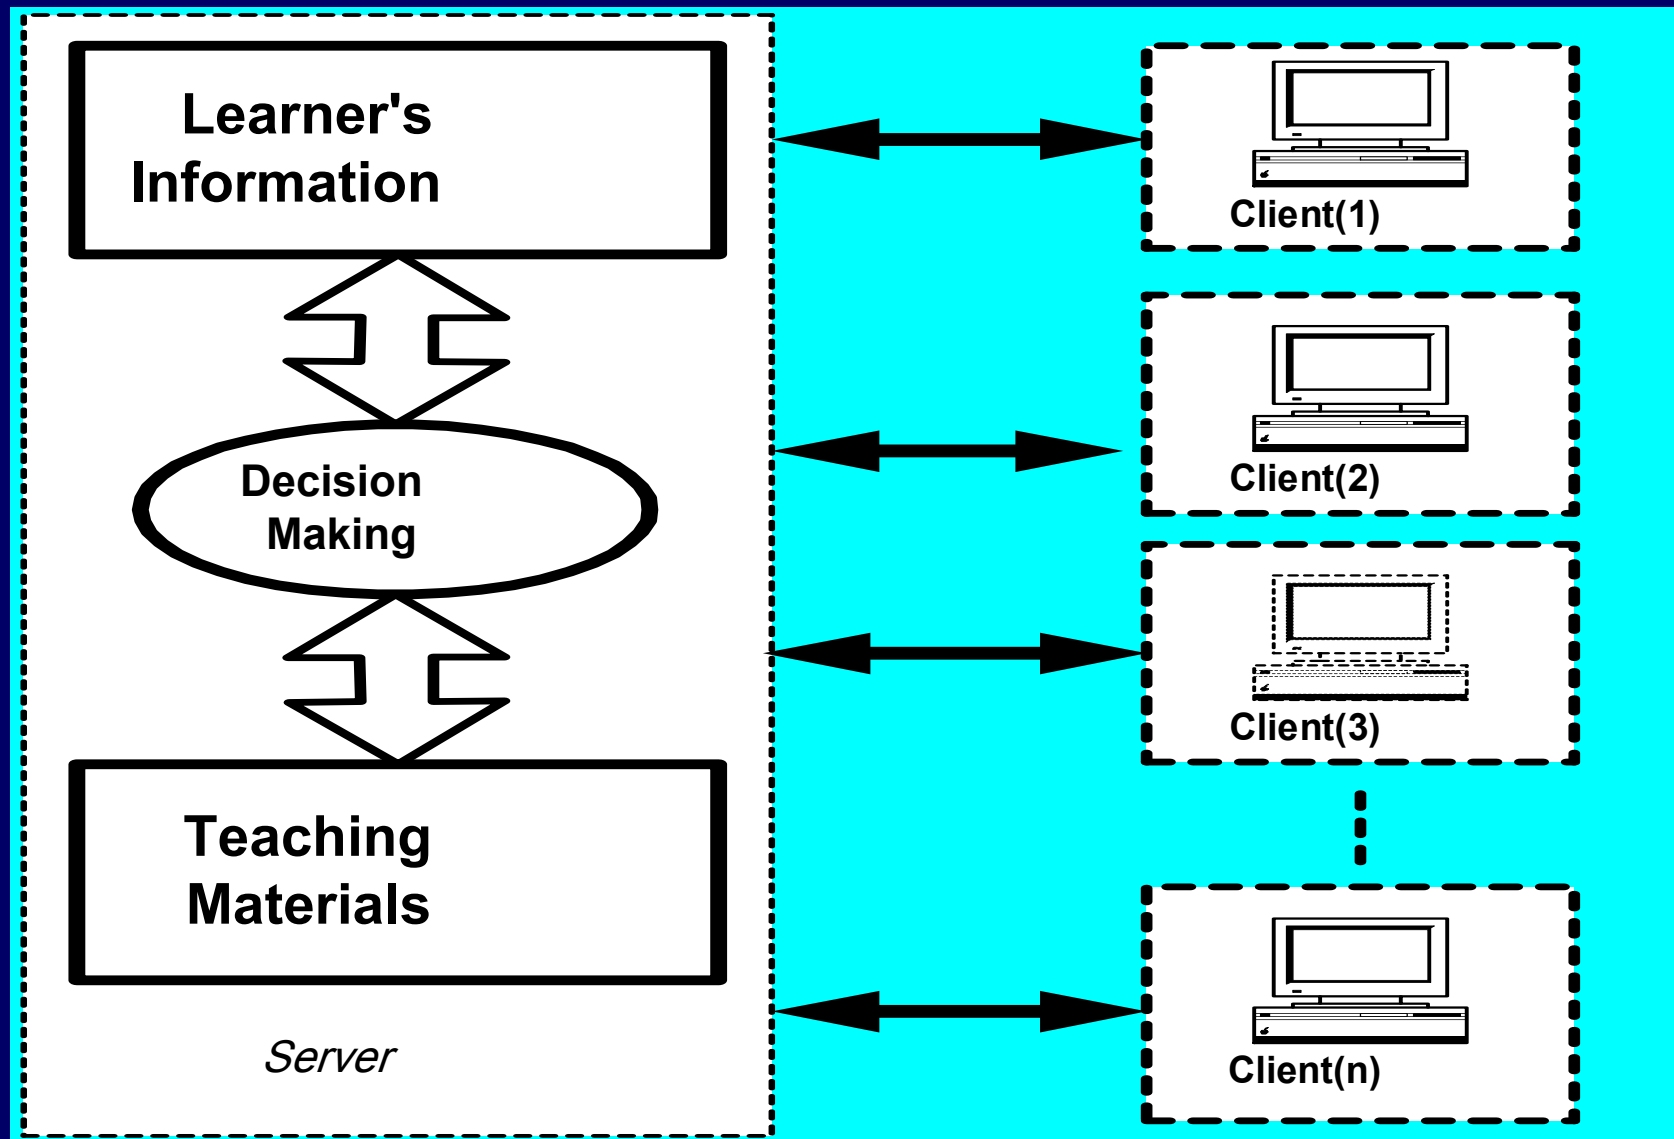 Learner's
Information
Decision
Making
Teaching
Materials
Server
Client(1)
Client(2)
Client(3)
Client(n)